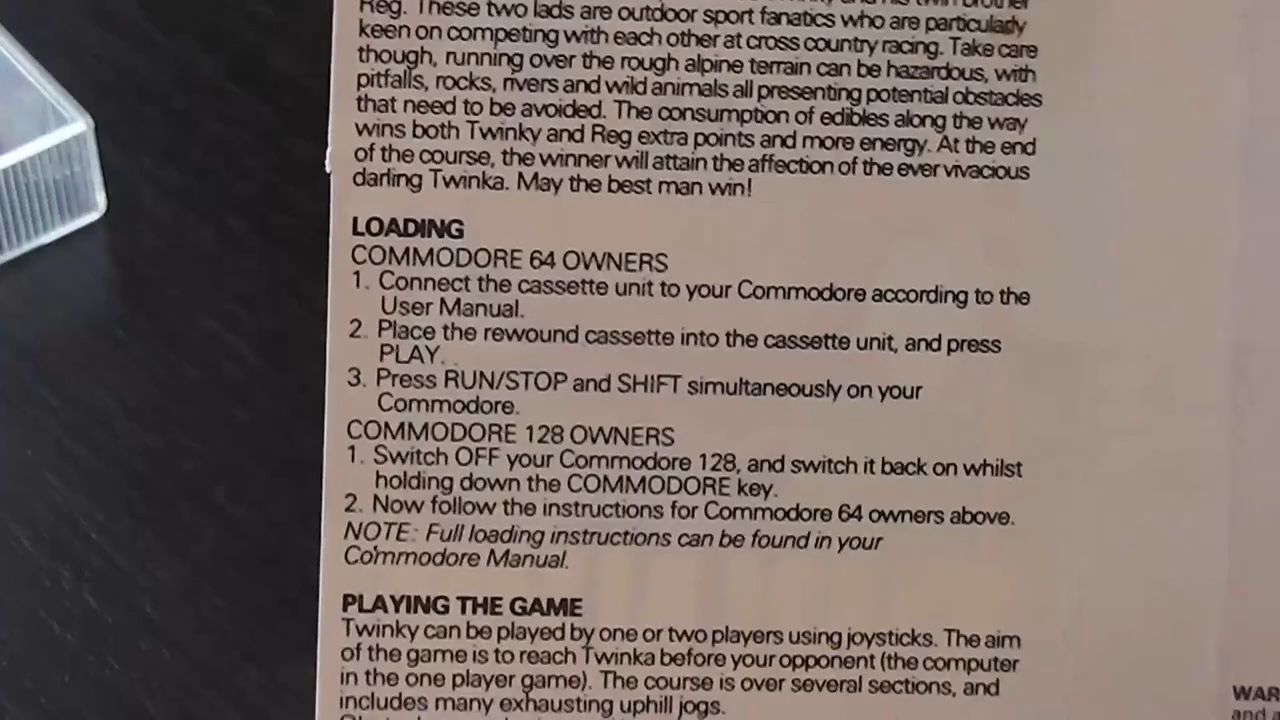 Reg. These two lads are outdoor sport fanatics who are particularly
keen on competing with each other at cross country racing. Take care
though, running over the rough alpine terrain can be hazardous, with
pitfalls, rocks, rivers and wild animals all presenting potential obstacles
that need to be avoided. The consumption of edibles along the way
wins both Twinky and Reg extra points and more energy. At the end
of the course, the winner will attain the affection of the ever vivacious
darling Twinka. May the best man win!
LOADING
COMMODORE 64 OWNERS
1. Connect the cassette unit to your Commodore according to the
User Manual.
2. Place the rewound cassette into the cassette unit, and press
PLAY.
3. Press RUN/STOP and SHIFT simultaneously on your
Commodore.
COMMODORE 128 OWNERS
1. Switch OFF your Commodore 128, and switch it back on whilst
holding down the COMMODORE key.
2. Now follow the instructions for Commodore 64 owners above.
NOTE: Full loading instructions can be found in your
Commodore Manual.
PLAYING THE GAME
Twinky can be played by one or two players using joysticks. The aim
of the game is to reach Twinka before your opponent (the computer
in the one player game). The course is over several sections, and
includes many exhausting uphill jogs.
WAR
and a